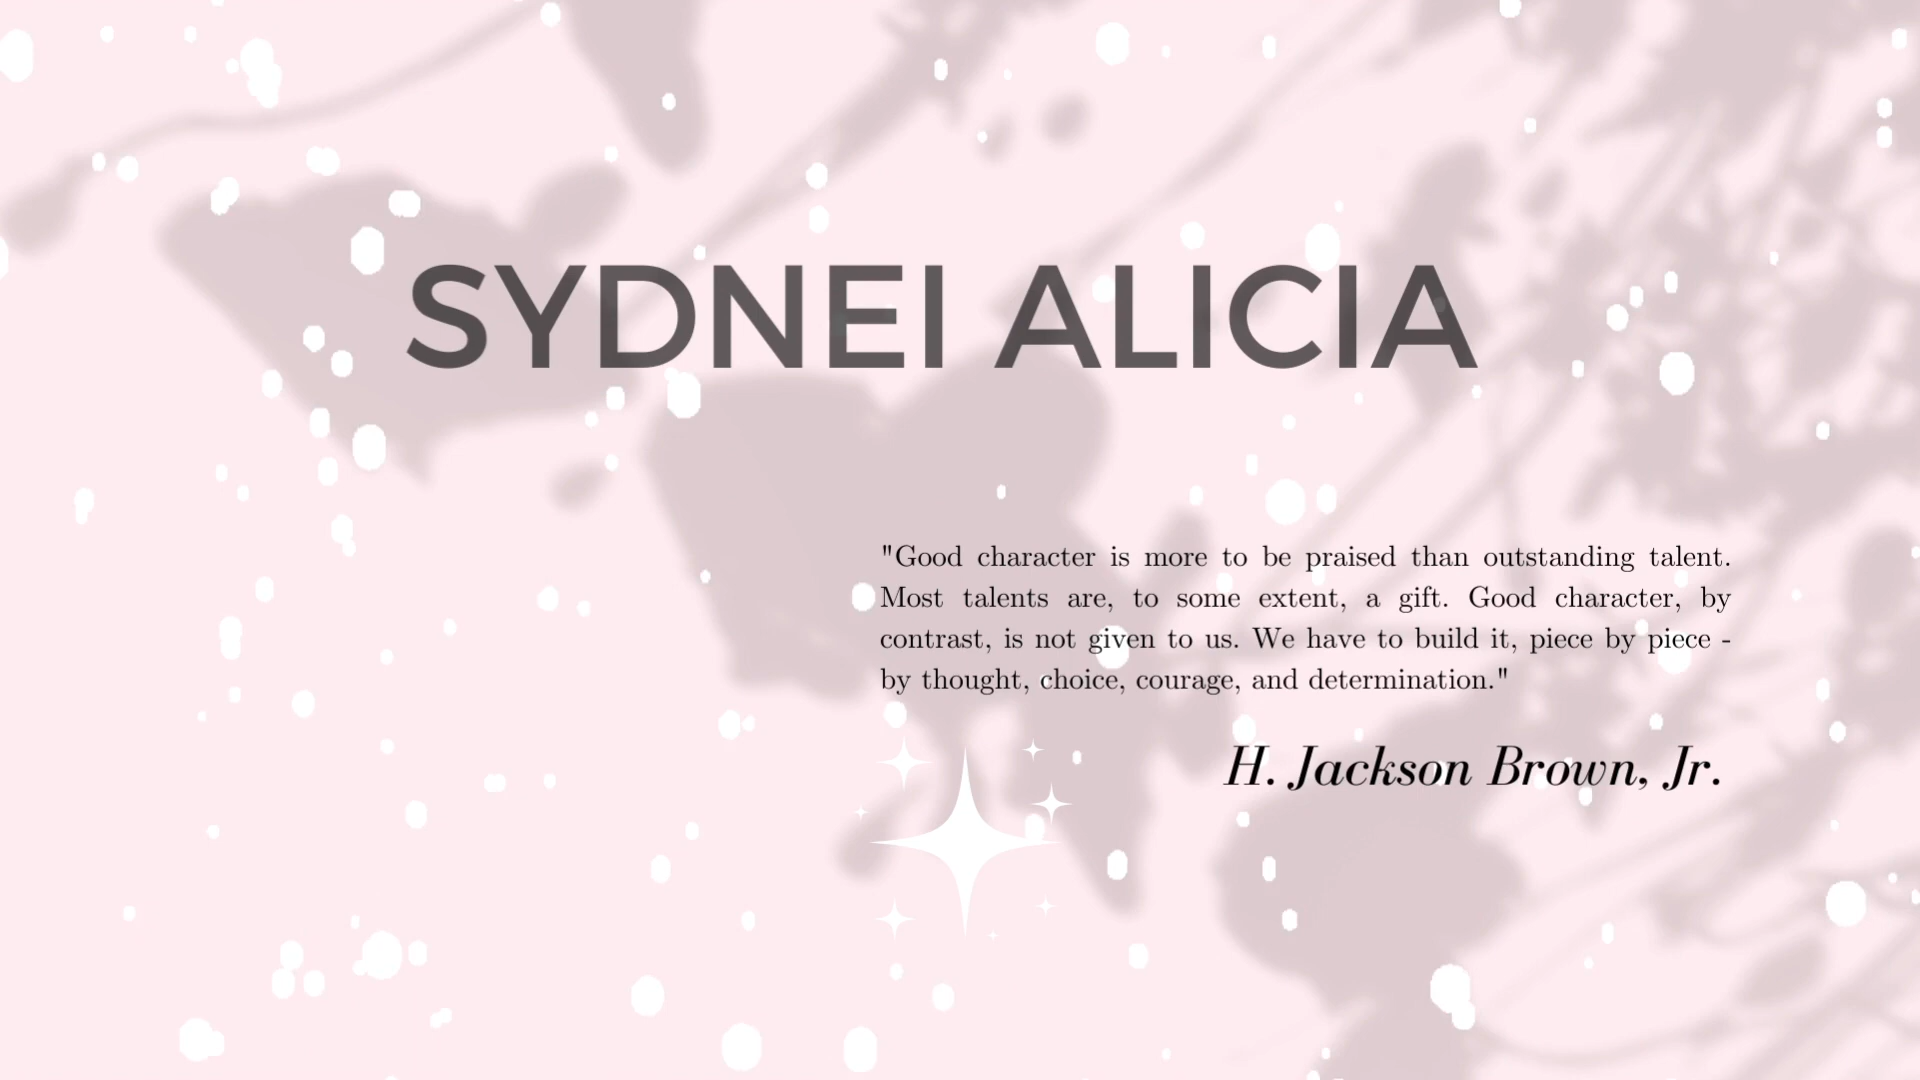 SYDNEI ALICIA
"Good character is more to be praised than outstanding talent.
Most talents are, to some extent, a gift. Good character, by
contrast, is not given to us. We have to build it, piece by piece -
by thought, choice, courage, and determination."
H. Jackson Brown, Jr.